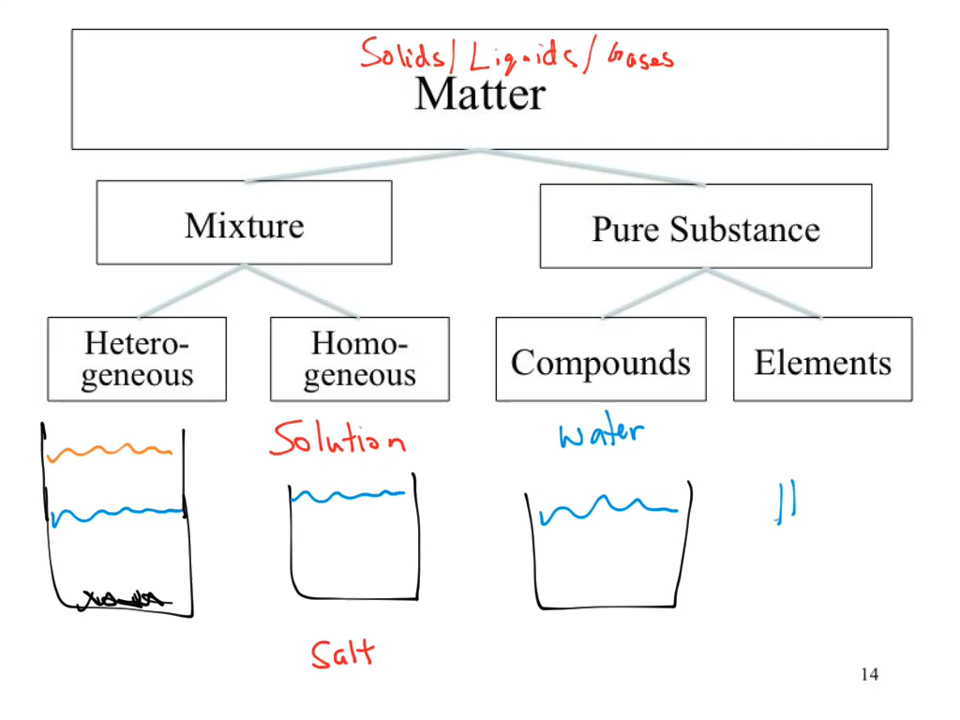 Solids/Liquids/Gases
Matter
Mixture
Pure Substance
Hetero-
geneous
Homo-
geneous
Compounds
Elements
Solution
water
Salt
14